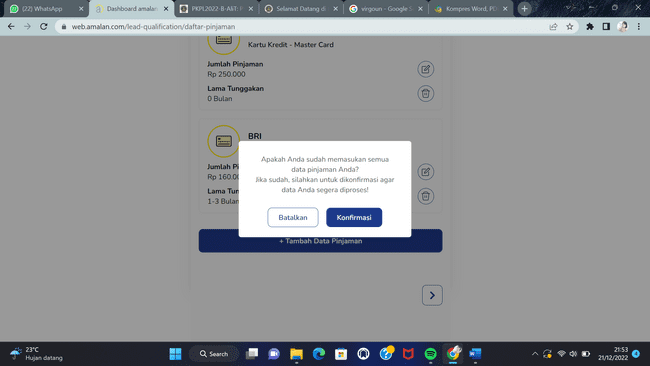 (22) WhatsApp
Dashboard amalan
PKPL2022-B-A6T: F
Selamat Datang di
virgoun - Google S
Kompres Word, PD
web.amalan.com/lead-qualification/daftar-pinjaman
Kartu Kredit - Master Card
Jumlah Pinjaman
Rp 250.000
Lama Tunggakan
0 Bulan
BRI
Jumlah Pi
Rp 160.00
Lama Tun
1-3 Bulan
Apakah Anda sudah memasukan semua
data pinjaman Anda?
Jika sudah, silahkan untuk dikonfirmasi agar
data Anda segera diproses!
Batalkan
Konfirmasi
+ Tambah Data Pinjaman
23°C
Hujan datang
Search
21:53
21/12/2022
4